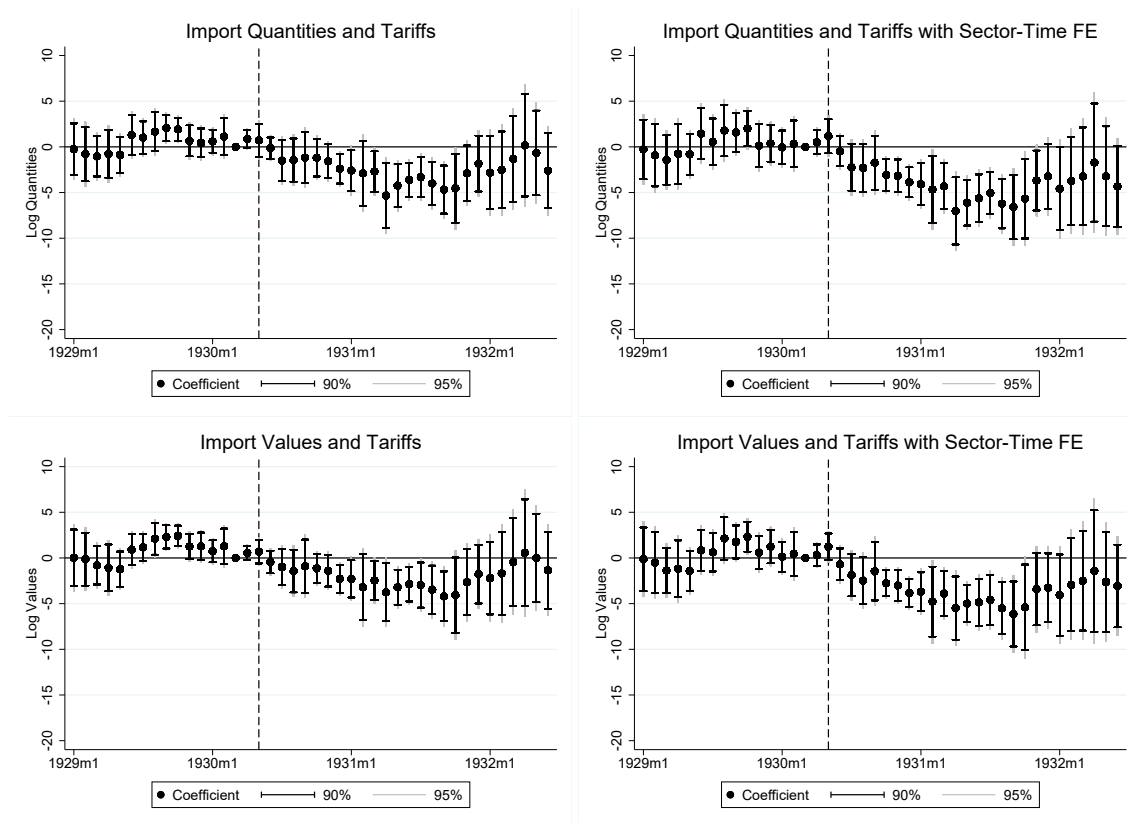 Import Quantities and Tariffs
Log Quantities
10
5
0
-5
-10
-15
-20
1929m1 1930m1 1931m1 1932m1
Coefficient 90% 95%
Import Quantities and Tariffs with Sector-Time FE
Log Quantities
10
5
0
-5
-10
-15
-20
1929m1 1930m1 1931m1 1932m1
Coefficient 90% 95%
Import Values and Tariffs
Log Values
10
5
0
-5
-10
-15
-20
1929m1 1930m1 1931m1 1932m1
Coefficient 90% 95%
Import Values and Tariffs with Sector-Time FE
Log Values
10
5
0
-5
-10
-15
-20
1929m1 1930m1 1931m1 1932m1
Coefficient 90% 95%